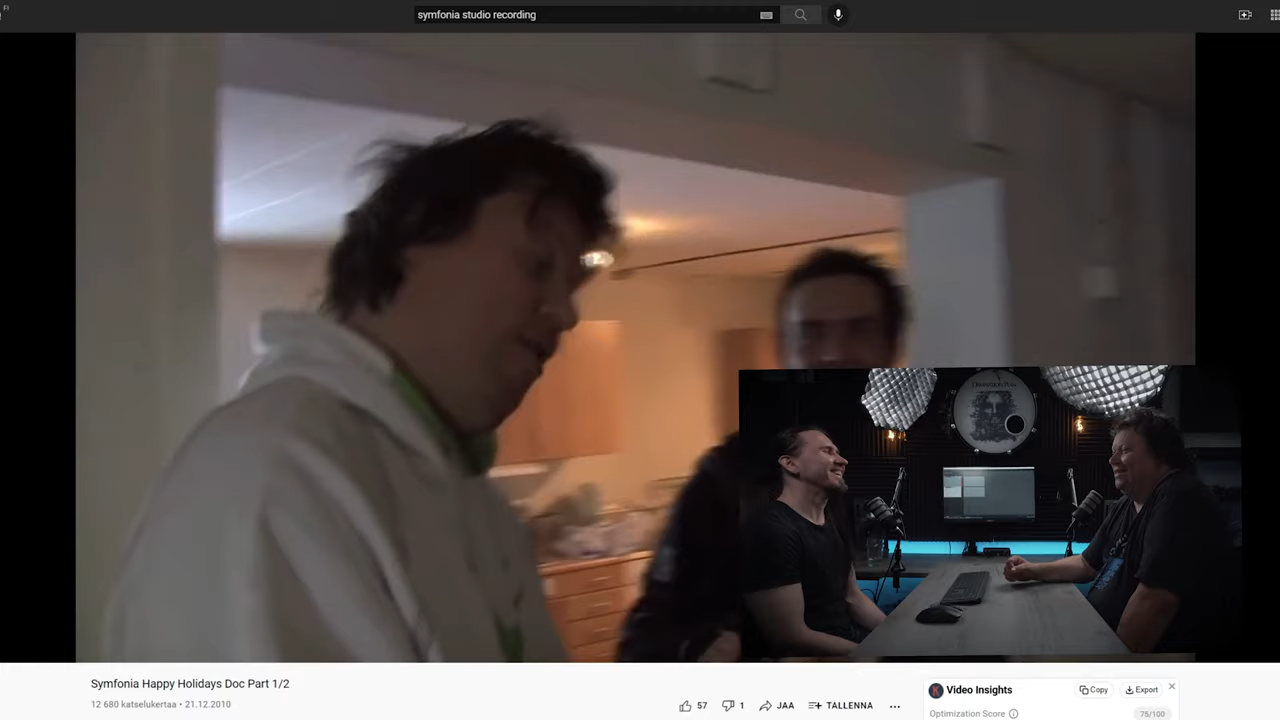 FI
symfonia studio recording
Symfonia Happy Holidays Doc Part 1/2
12 680 katselukertaa • 21.12.2010
57
1
JAA
TALLENNA
Video Insights
Copy
Export
Optimization Score
75/100